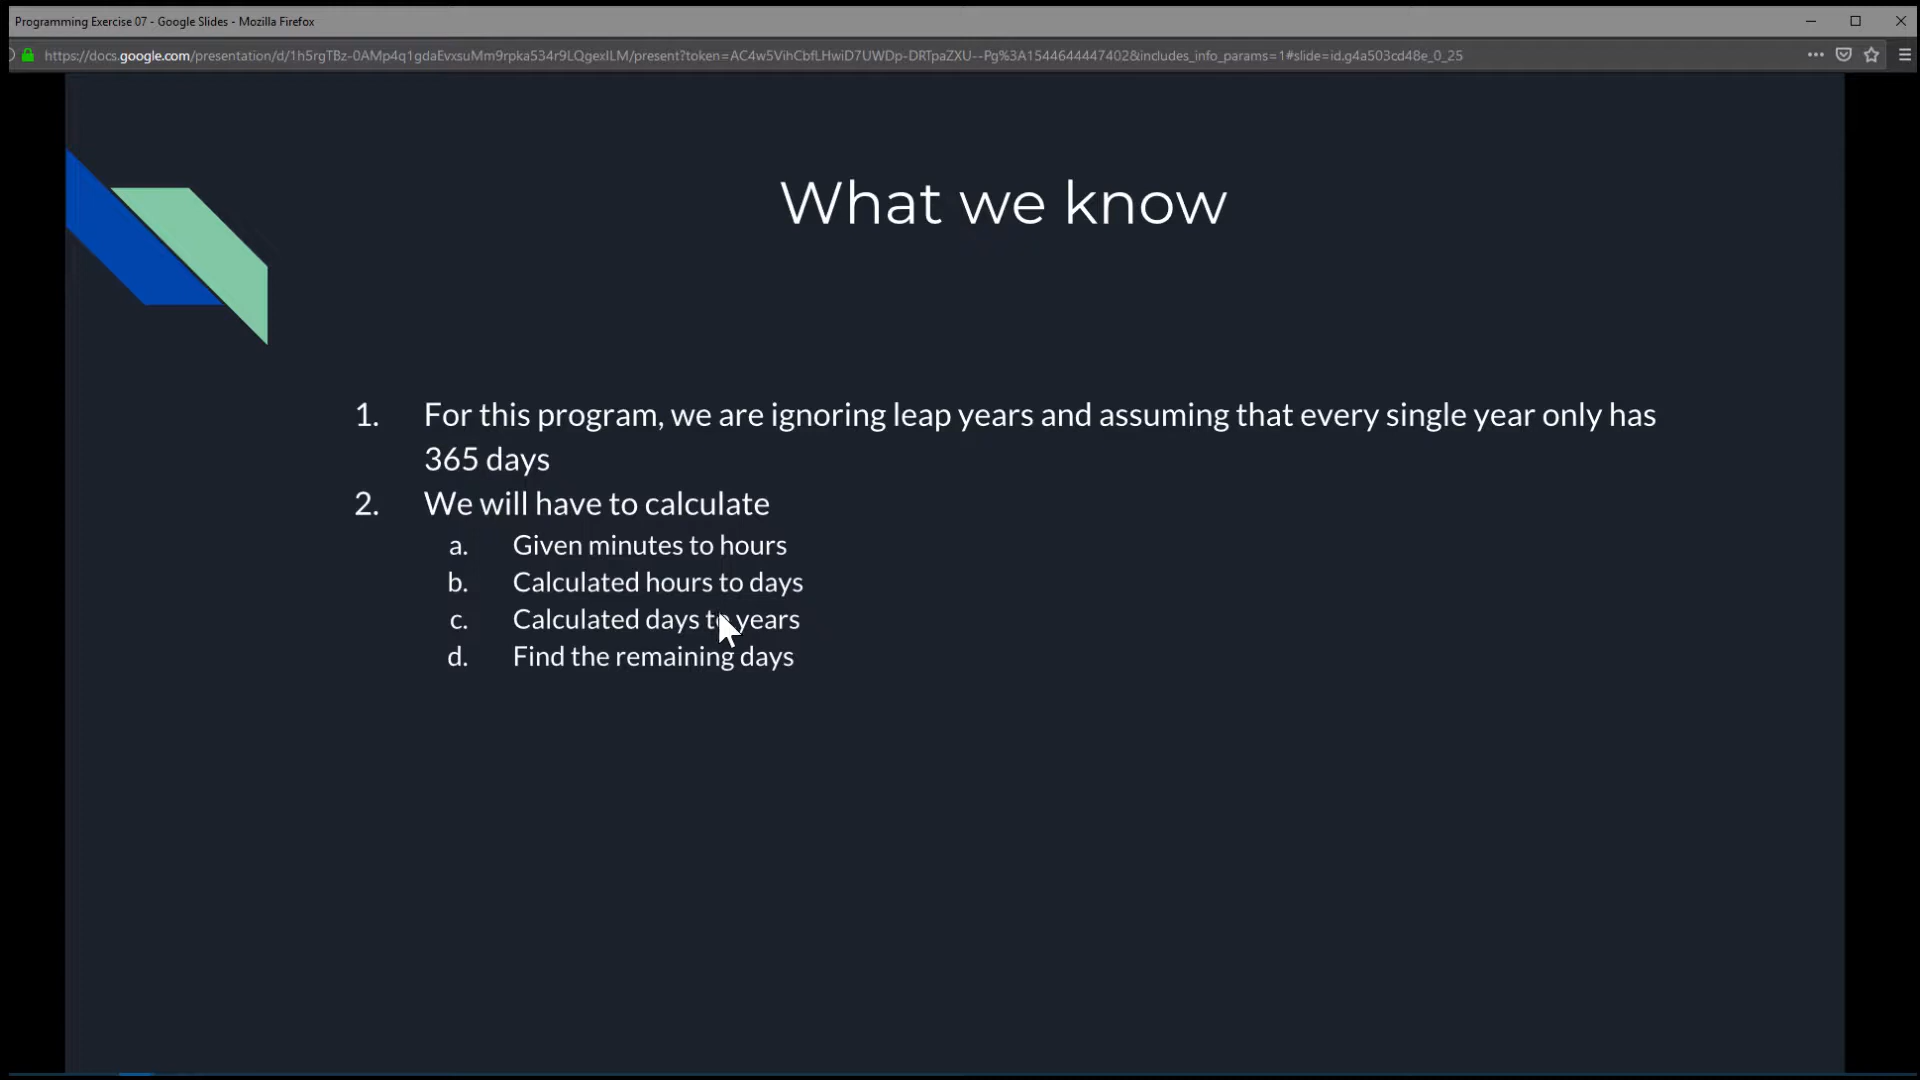 Programming Exercise 07 - Google Slides - Mozilla Firefox
https://docs.google.com/presentation/d/1h5rgTBz-0AMp4q1gdaEvxsuMm9rpka534r9LQgexILM/present?token=AC4w5VihCbfLHwiD7UWDp-DRTpaZXU--Pg%3A1544644447402&includes_info_params=1#slide=id.g4a503cd48e_0_25
What we know
1. For this program, we are ignoring leap years and assuming that every single year only has
365 days
2. We will have to calculate
a. Given minutes to hours
b. Calculated hours to days
c. Calculated days to years
d. Find the remaining days